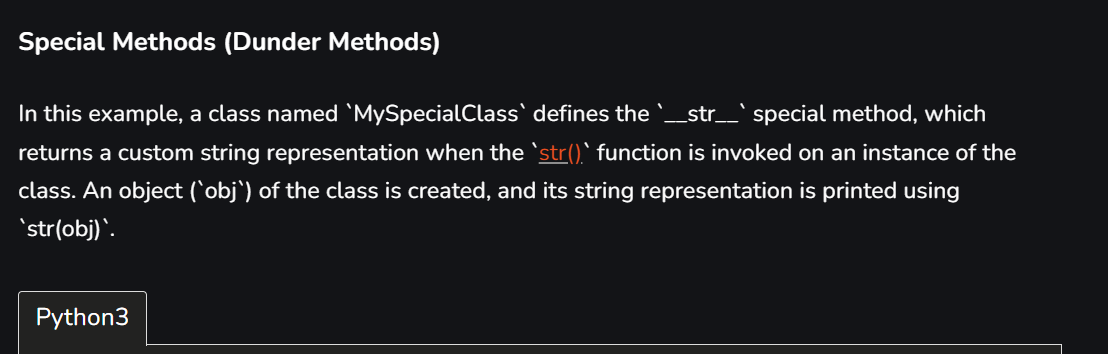 Special Methods (Dunder Methods)
In this example, a class named `MySpecialClass` defines the `__str__` special method, which
returns a custom string representation when the `str()` function is invoked on an instance of the
class. An object (`obj`) of the class is created, and its string representation is printed using
`str(obj)`.
Python3